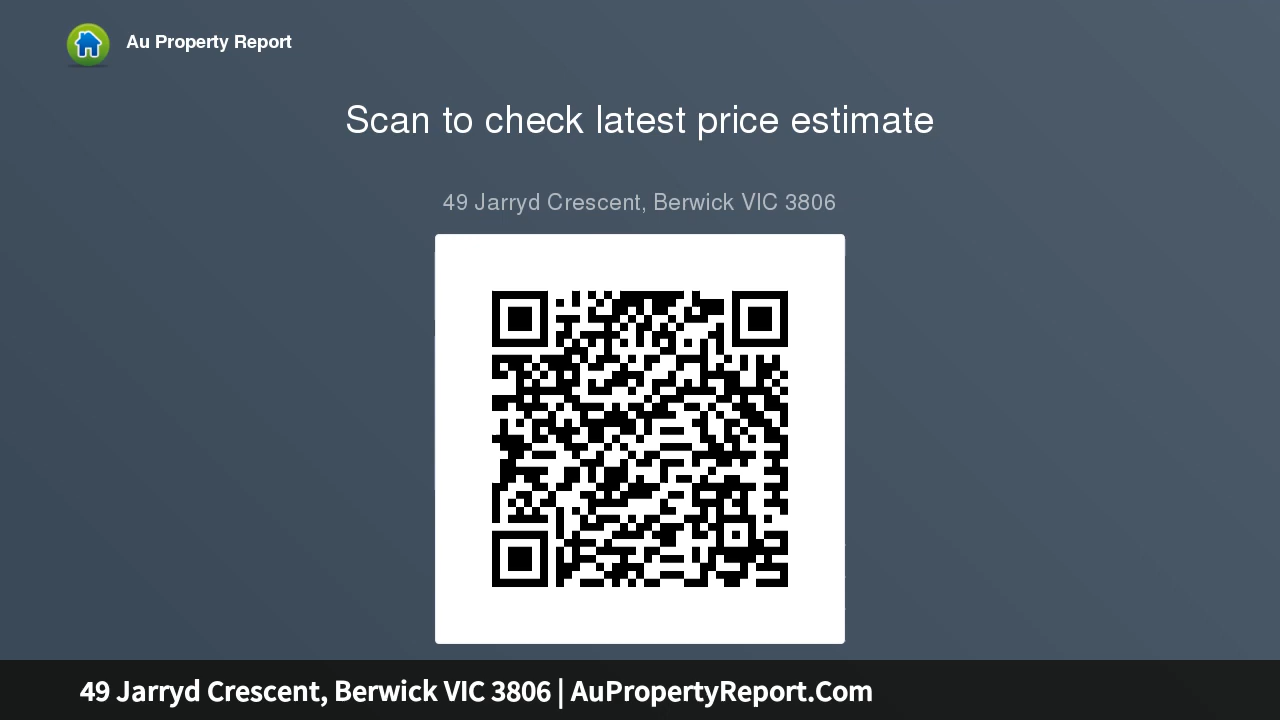 Au Property Report
Scan to check latest price estimate
49 Jarryd Crescent, Berwick VIC 3806
49 Jarryd Crescent, Berwick VIC 3806 | AuPropertyReport.Com